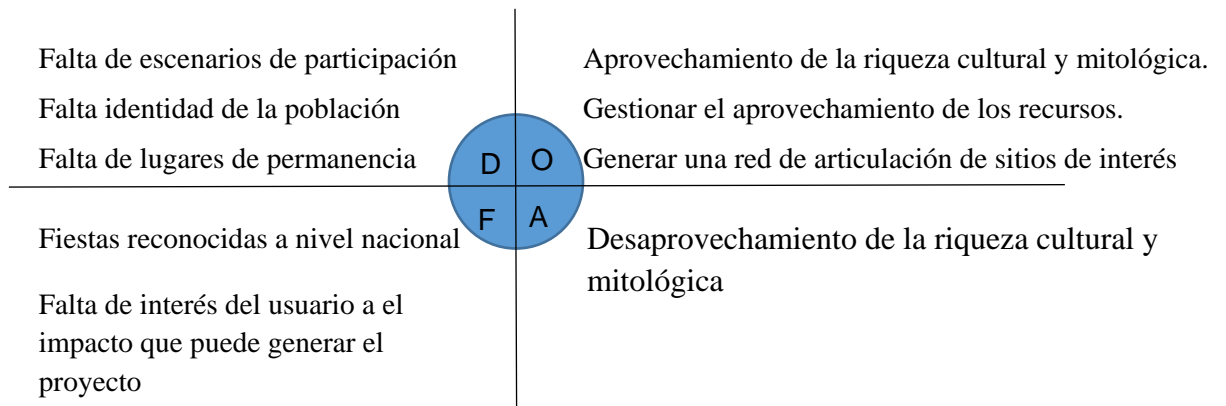 Falta de escenarios de participación
Falta identidad de la población
Falta de lugares de permanencia
Aprovechamiento de la riqueza cultural y mitológica.
Gestionar el aprovechamiento de los recursos.
Generar una red de articulación de sitios de interés
D
O
F
A
Fiestas reconocidas a nivel nacional
Falta de interés del usuario a el
impacto que puede generar el
proyecto
Desaprovechamiento de la riqueza cultural y
mitológica